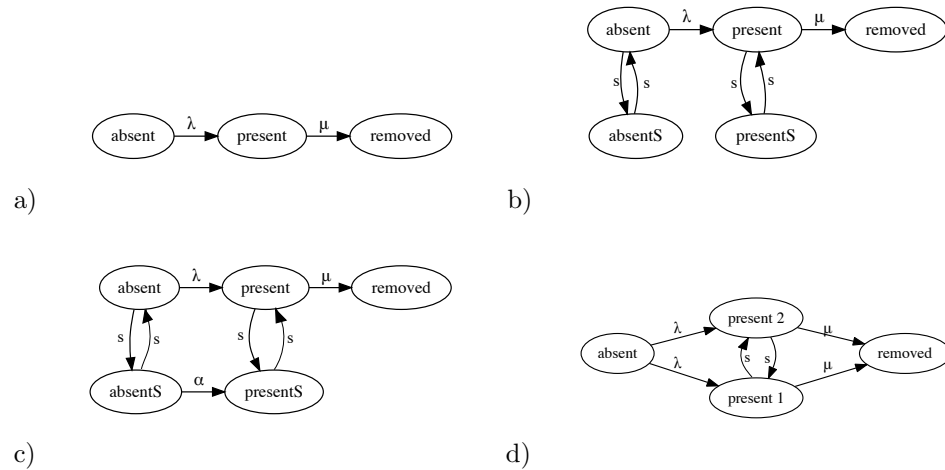 a)
absent λ present μ removed
b)
absent λ present μ removed
s s s s
absentS presentS
c)
absent λ present μ removed
s s s s
absentS α presentS
d)
present 2
λ μ
absent s s removed
λ μ
present 1